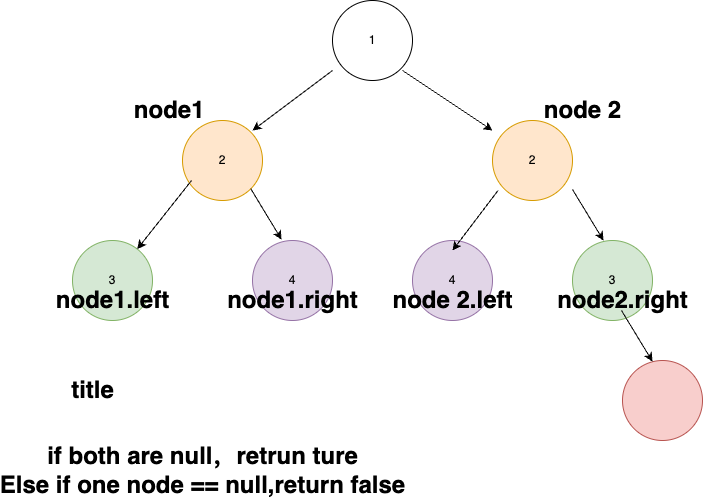 1
node1
node 2
2
2
3
4
4
3
node1.left
node1.right
node 2.left
node2.right
title
if both are null，retrun ture
Else if one node == null,return false